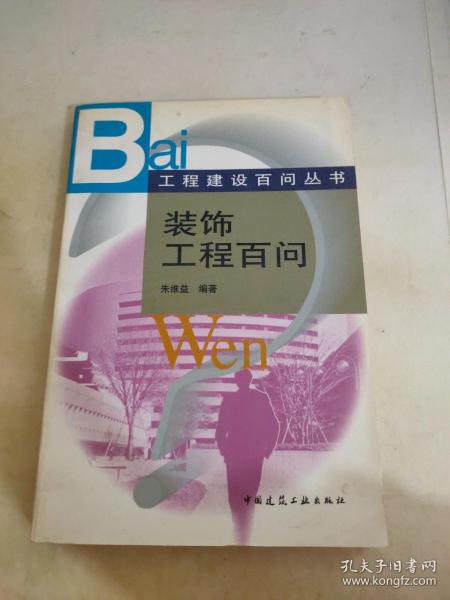 Bai
工程建设百问丛书
装饰
工程百问
朱维益 编著
Wen
中国建筑工业出版社
孔夫子旧书网
www.kongfz.com